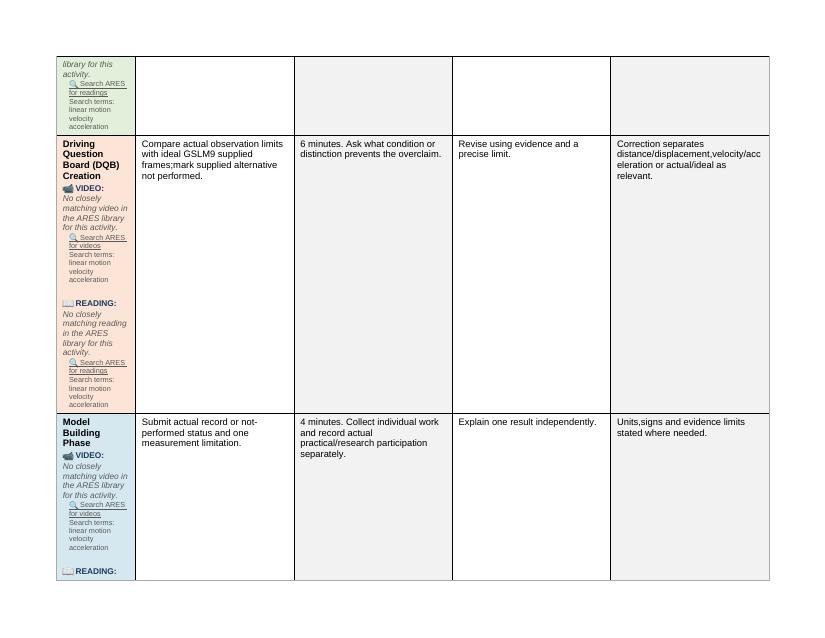 library for this
activity.
🔍 Search ARES
for readings
Search terms:
linear motion
velocity
acceleration
Driving
Question
Board (DQB)
Creation
📹 VIDEO:
No closely
matching video in
the ARES library
for this activity.
🔍 Search ARES
for videos
Search terms:
linear motion
velocity
acceleration
📖 READING:
No closely
matching reading
in the ARES
library for this
activity.
🔍 Search ARES
for readings
Search terms:
linear motion
velocity
acceleration
Compare actual observation limits
with ideal GSLM9 supplied
frames;mark supplied alternative
not performed.
6 minutes. Ask what condition or
distinction prevents the overclaim.
Revise using evidence and a
precise limit.
Correction separates
distance/displacement,velocity/acc
eleration or actual/ideal as
relevant.
Model
Building
Phase
📹 VIDEO:
No closely
matching video in
the ARES library
for this activity.
🔍 Search ARES
for videos
Search terms:
linear motion
velocity
acceleration
📖 READING:
Submit actual record or not-
performed status and one
measurement limitation.
4 minutes. Collect individual work
and record actual
practical/research participation
separately.
Explain one result independently.
Units,signs and evidence limits
stated where needed.